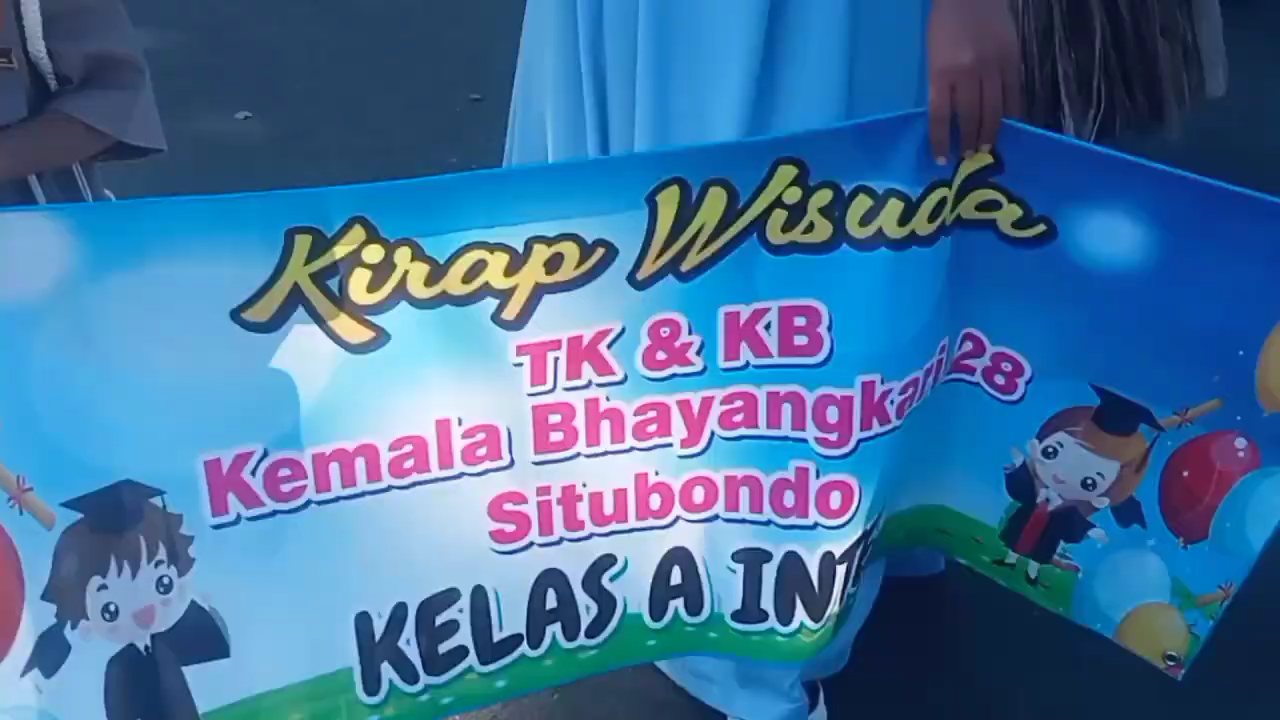 Kirap Wisuda
TK & KB
Kemala Bhayangkari 28
Situbondo
KELAS A